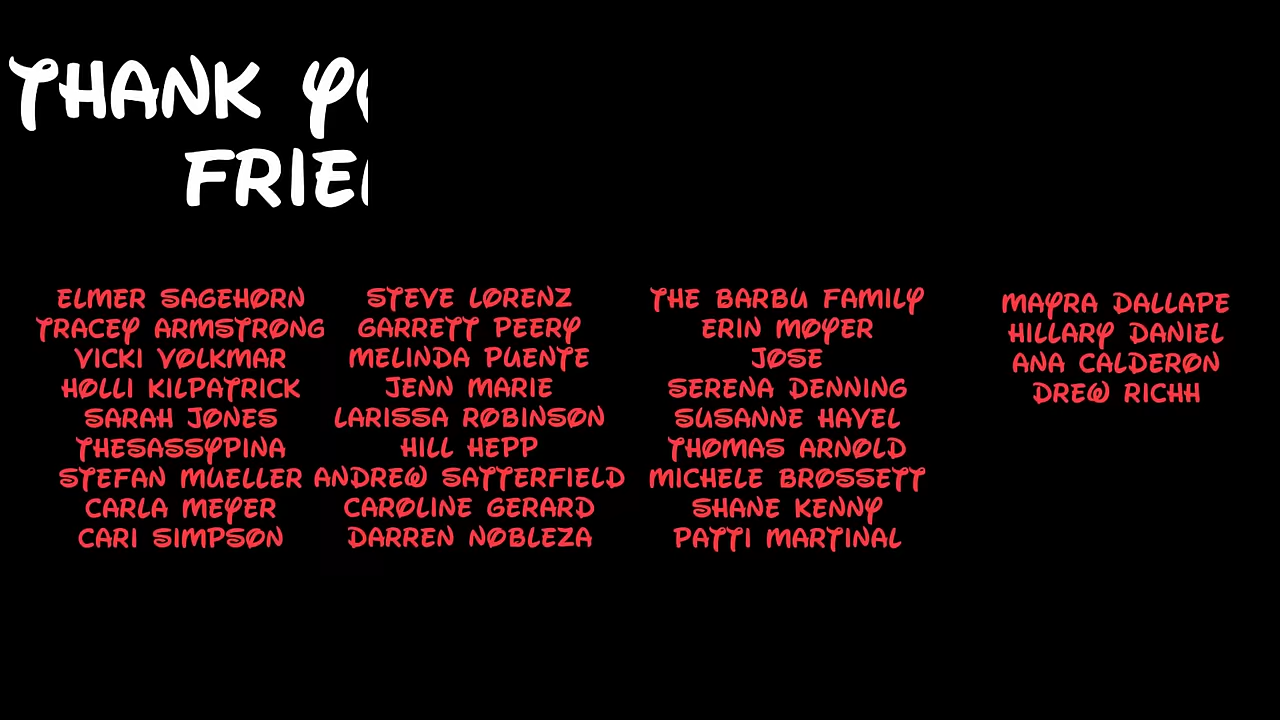 THANK YO
FRIE
ELMER SAGEHORN
TRACEY ARMSTRONG
VICKI VOLKMAR
HOLLI KILPATRICK
SARAH JONES
THESASSYPINA
STEFAN MUELLER
CARLA MEYER
CARI SIMPSON
STEVE LORENZ
GARRETT PEERY
MELINDA PUENTE
JENN MARIE
LARISSA ROBINSON
HILL HEPP
ANDREW SATTERFIELD
CAROLINE GERARD
DARREN NOBLEZA
THE BARBU FAMILY
ERIN MOYER
JOSE
SERENA DENNING
SUSANNE HAVEL
THOMAS ARNOLD
MICHELE BROSSETT
SHANE KENNY
PATTI MARTINAL
MAYRA DALLAPE
HILLARY DANIEL
ANA CALDERON
DREW RICHH